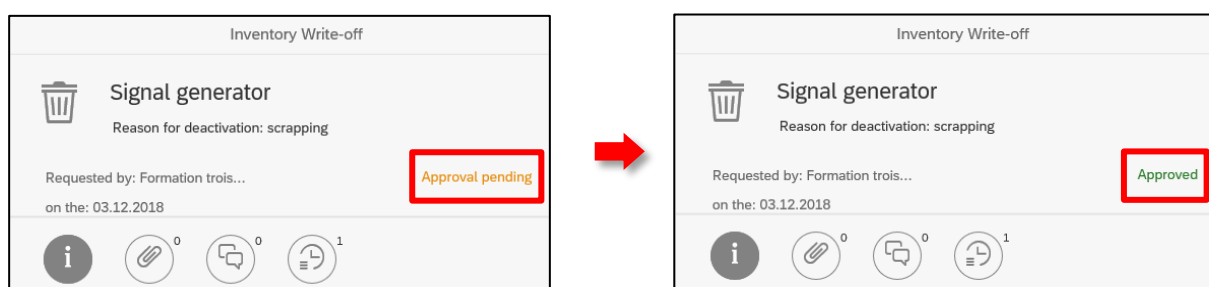 Inventory Write-off
Signal generator
Reason for deactivation: scrapping
Requested by: Formation trois...
Approval pending
on the: 03.12.2018
i
0
0
1
Inventory Write-off
Signal generator
Reason for deactivation: scrapping
Requested by: Formation trois...
Approved
on the: 03.12.2018
i
0
0
1